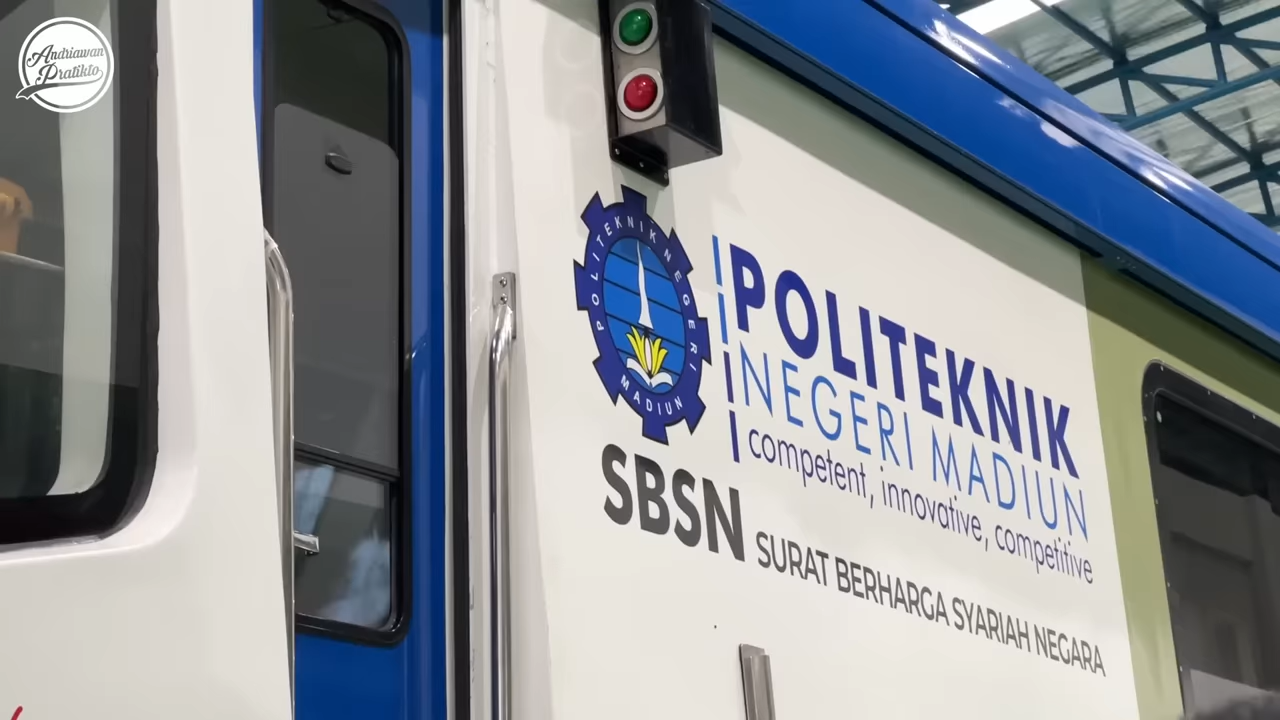 Andriawan
Pratikto
POLITEKNIK NEGERI
MADIUN
POLITEKNIK
NEGERI MADIUN
competent, innovative, competitive
SBSN SURAT BERHARGA SYARIAH NEGARA